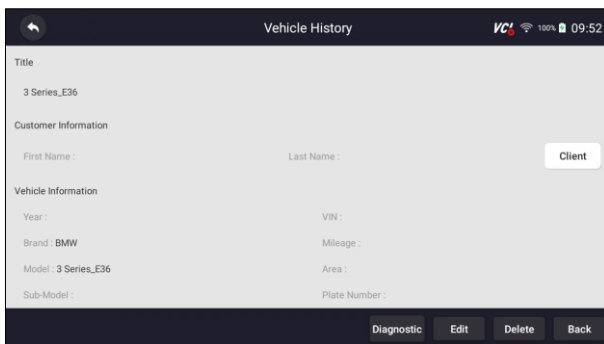 Vehicle History VC! 100% 09:52
Title
3 Series_E36
Customer Information
First Name : Last Name : Client
Vehicle Information
Year : VIN :
Brand : BMW Mileage :
Model : 3 Series_E36 Area :
Sub-Model : Plate Number :
Diagnostic Edit Delete Back